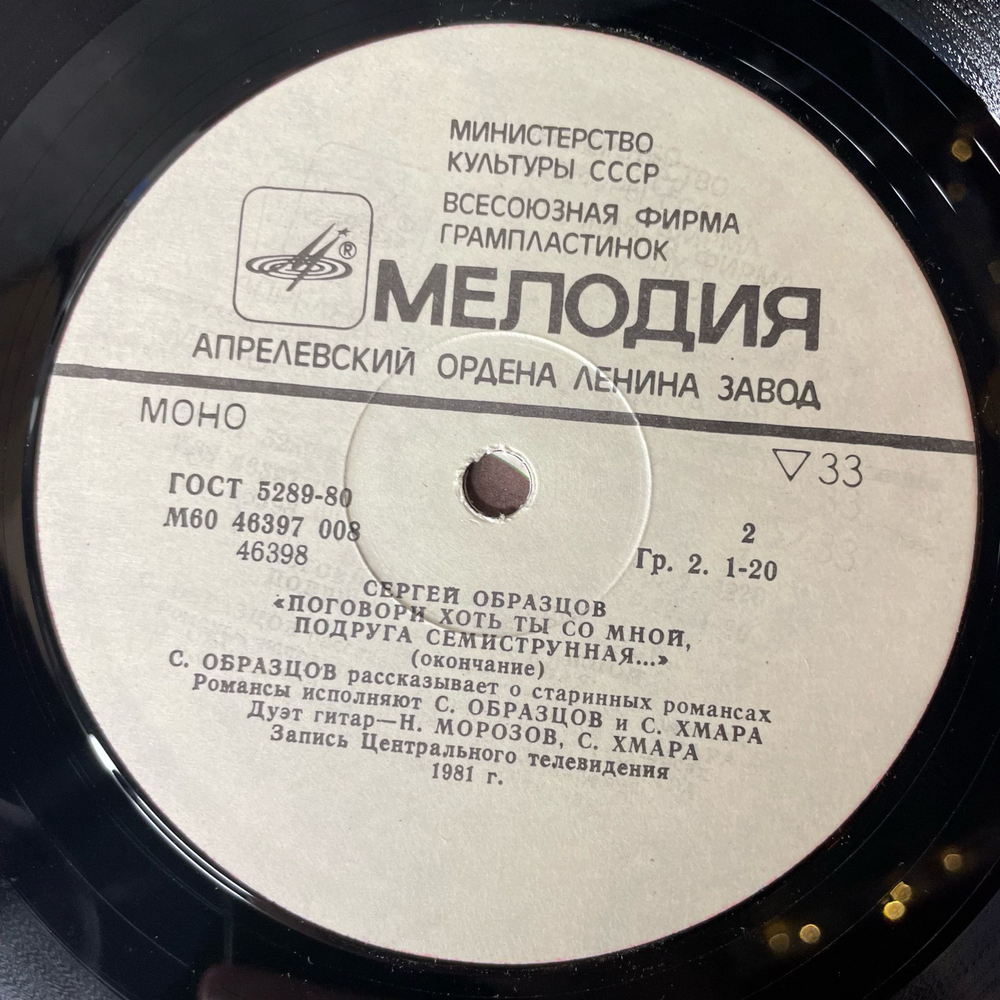 МИНИСТЕРСТВО
КУЛЬТУРЫ СССР
ВСЕСОЮЗНАЯ ФИРМА
ГРАМПЛАСТИНОК
®
МЕЛОДИЯ
АПРЕЛЕВСКИЙ ОРДЕНА ЛЕНИНА ЗАВОД
МОНО
▽33
ГОСТ 5289-80
М60 46397 008
46398
2
Гр. 2. 1-20
СЕРГЕЙ ОБРАЗЦОВ
«ПОГОВОРИ ХОТЬ ТЫ СО МНОЙ,
ПОДРУГА СЕМИСТРУННАЯ...»
(окончание)
С. ОБРАЗЦОВ рассказывает о старинных романсах
Романсы исполняют С. ОБРАЗЦОВ и С. ХМАРА
Дуэт гитар—Н. МОРОЗОВ, С. ХМАРА
Запись Центрального телевидения
1981 г.